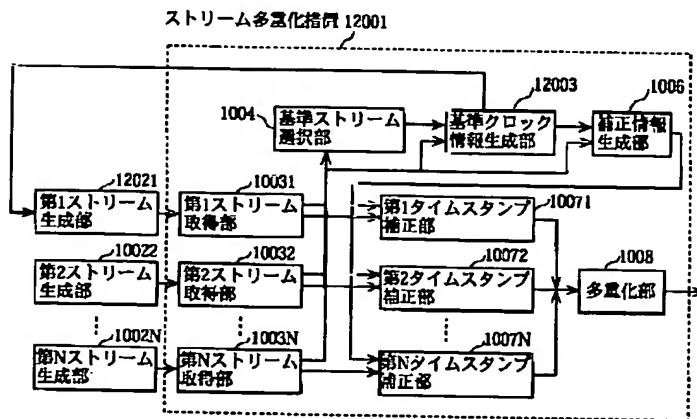 ストリーム多重化措置 12001
12003
1006
1004
基準ストリーム
選択部
基準クロック
情報生成部
補正情報
生成部
12021
10031
10071
第1ストリーム
生成部
第1ストリーム
取得部
第1タイムスタンプ
補正部
10022
10032
10072
1008
第2ストリーム
生成部
第2ストリーム
取得部
第2タイムスタンプ
補正部
多重化部
1002N
1003N
1007N
第Nストリーム
生成部
第Nストリーム
取得部
第Nタイムスタンプ
補正部